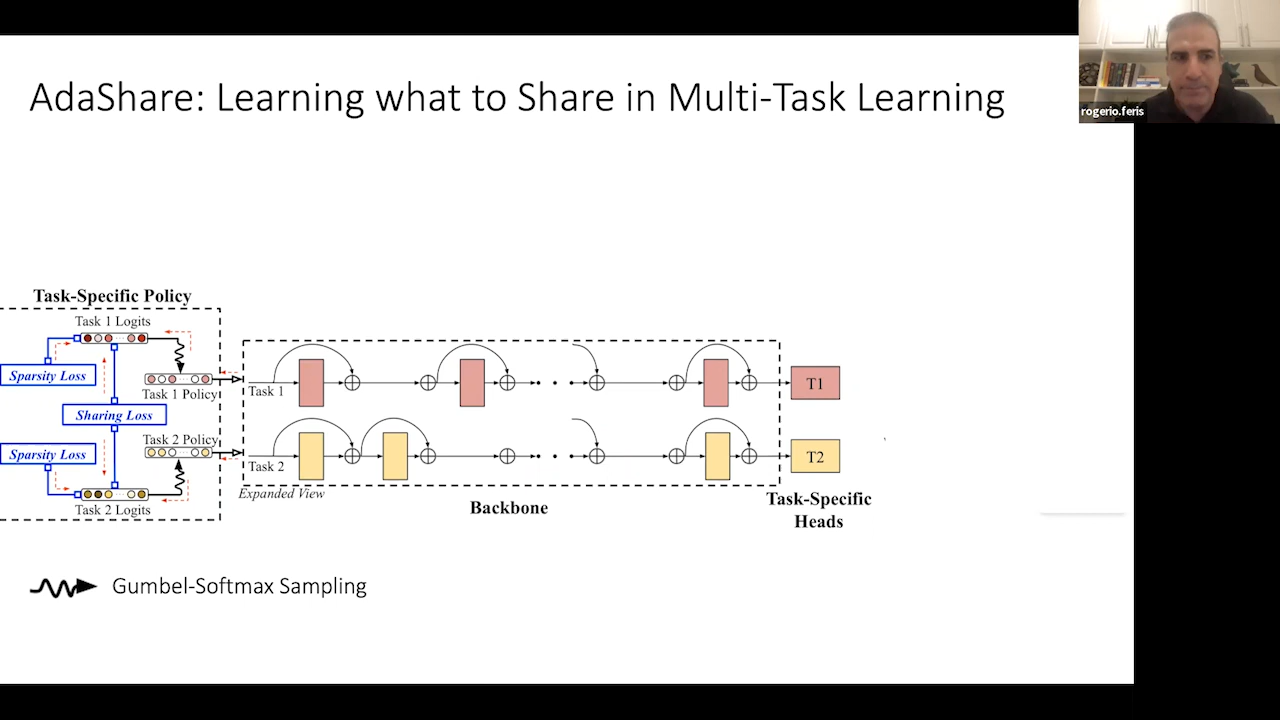 AdaShare: Learning what to Share in Multi-Task Learning
rogerio.feris
Task-Specific Policy
Task 1 Logits
Sparsity Loss
Task 1 Policy
Sharing Loss
Task 2 Policy
Sparsity Loss
Task 2 Logits
Task 1
Task 2
Expanded View
Backbone
T1
T2
Task-Specific
Heads
Gumbel-Softmax Sampling